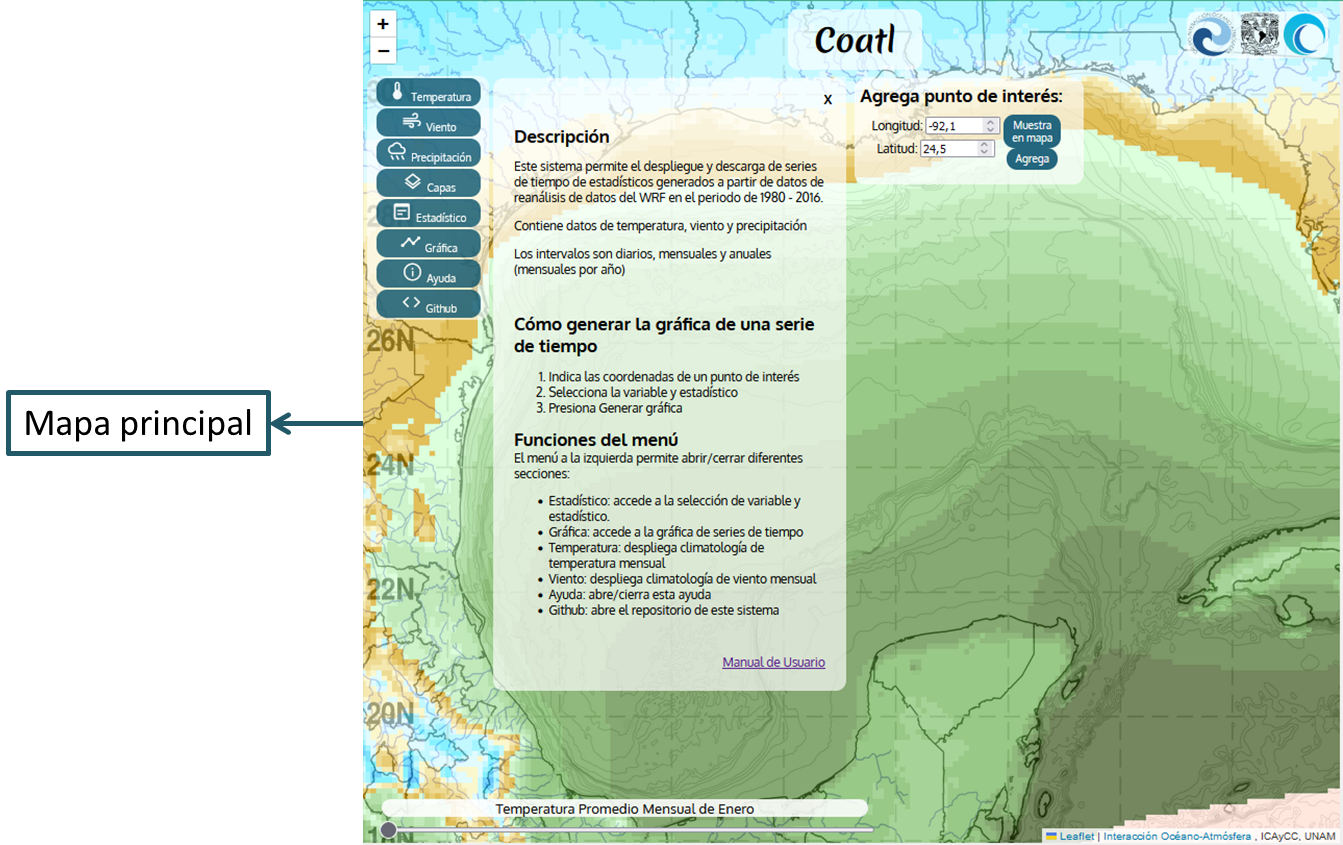 +
−
Coatl
Temperatura
Viento
Precipitación
Capas
Estadístico
Gráfica
Ayuda
Github
x
Descripción
Este sistema permite el despliegue y descarga de series
de tiempo de estadísticos generados a partir de datos de
reanálisis de datos del WRF en el periodo de 1980 - 2016.
Contiene datos de temperatura, viento y precipitación
Los intervalos son diarios, mensuales y anuales
(mensuales por año)
Cómo generar la gráfica de una serie
de tiempo
1. Indica las coordenadas de un punto de interés
2. Selecciona la variable y estadístico
3. Presiona Generar gráfica
Funciones del menú
El menú a la izquierda permite abrir/cerrar diferentes
secciones:
• Estadístico: accede a la selección de variable y
estadístico.
• Gráfica: accede a la gráfica de series de tiempo
• Temperatura: despliega climatología de
temperatura mensual
• Viento: despliega climatología de viento mensual
• Ayuda: abre/cierra esta ayuda
• Github: abre el repositorio de este sistema
Manual de Usuario
Agrega punto de interés:
Longitud: -92,1
Latitud: 24,5
Muestra
en mapa
Agrega
26N
24N
22N
20N
18N
Mapa principal
Temperatura Promedio Mensual de Enero
Leaflet | Interacción Océano-Atmósfera , ICAyCC, UNAM